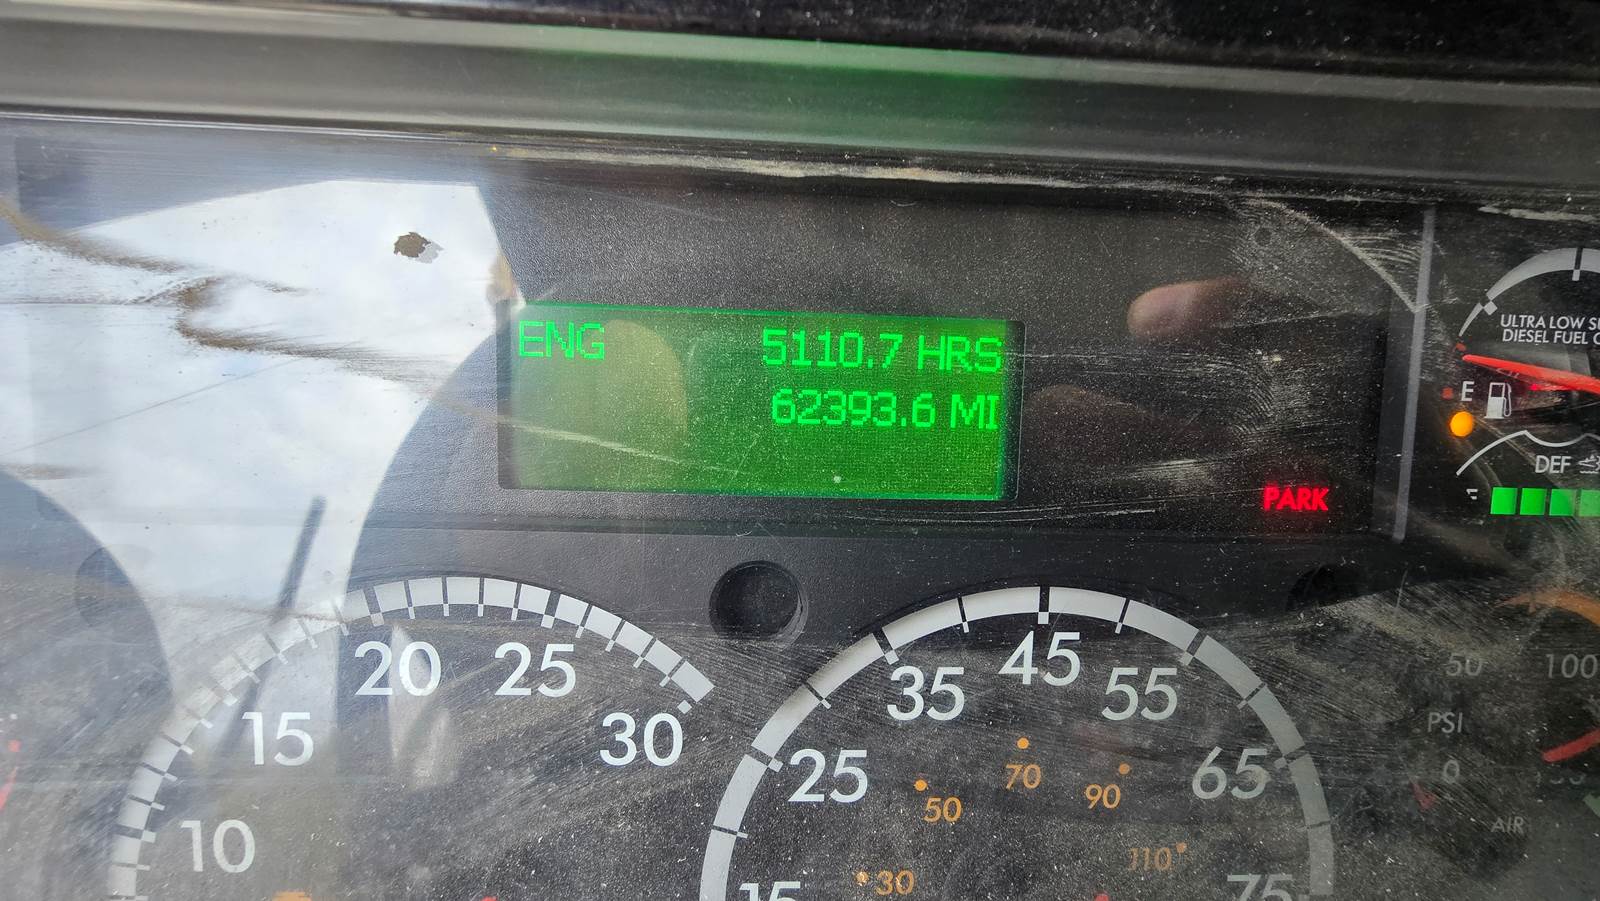 ENG 5110.7 HRS
62393.6 MI
ULTRA LOW
DIESEL FUEL
E
DEF
PARK
20 25
15 30
10
35 45 55
25 65
75
50 70 90
30 110
50 100
PSI
0
AIR